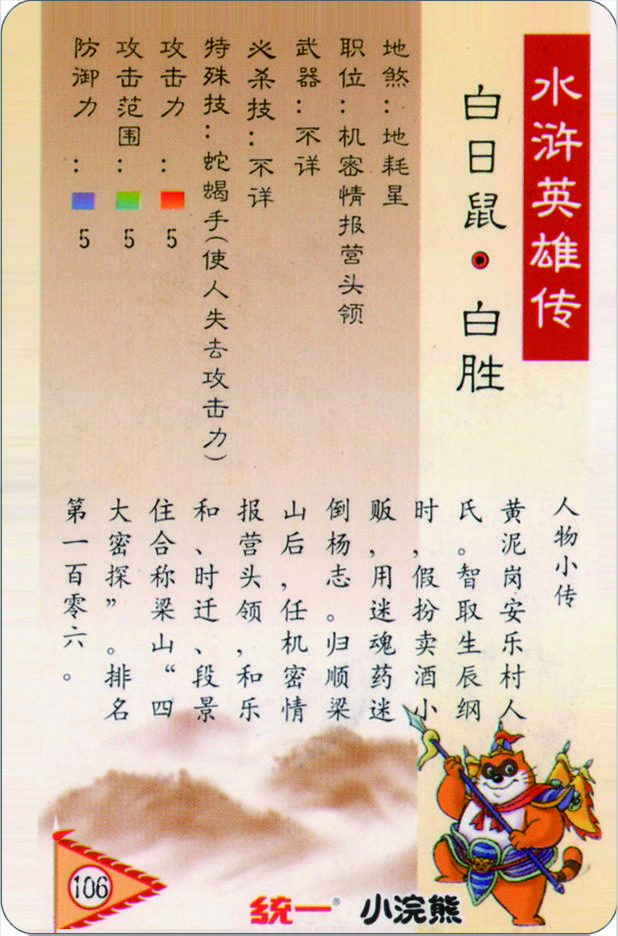 水浒英雄传
白日鼠·白胜
地煞：地耗星
职位：机密情报营头领
武器：不详
必杀技：不详
特殊技：蛇蝎手（使人失去攻击力）
攻击力：5
攻击范围：5
防御力：5
人物小传
黄泥岗安乐村人
氏。智取生辰纲
时，假扮卖酒小
贩，用迷魂药迷
倒杨志。归顺梁
山后，任机密情
报营头领，和乐
和、时迁、段景
住合称梁山“四
大密探”。排名
第一百零六。
106
统一® 小浣熊